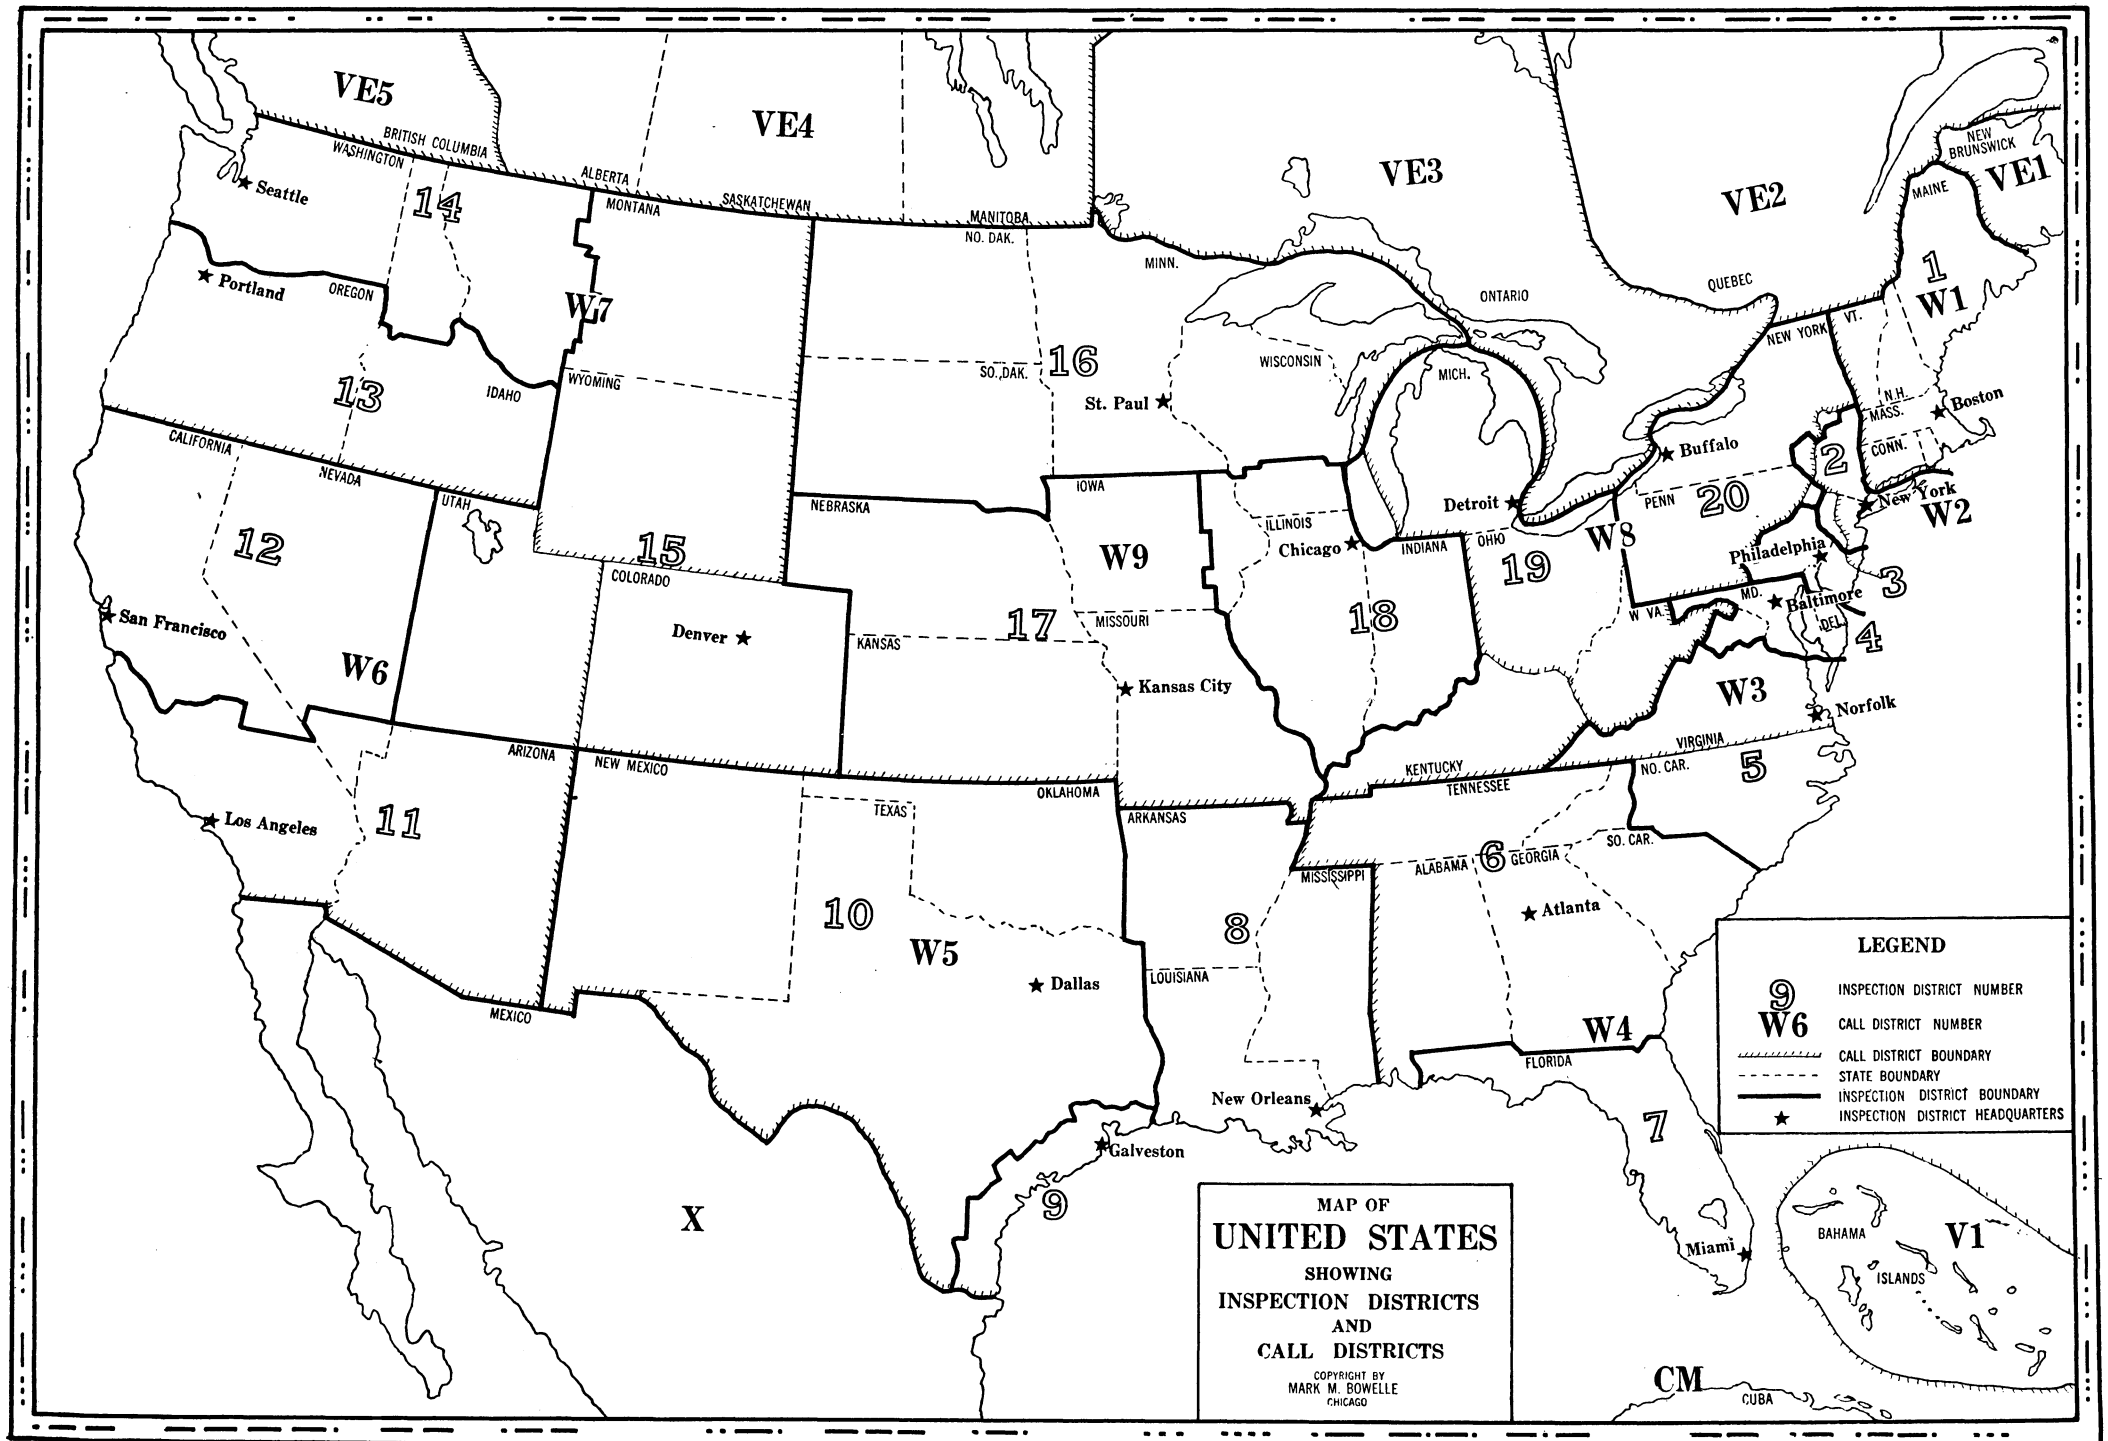 VE5
VE4
VE3
VE2
VE1
NEW
BRUNSWICK
BRITISH COLUMBIA
WASHINGTON
ALBERTA
MONTANA
SASKATCHEWAN
MANITOBA
NO. DAK.
MINN.
ONTARIO
QUEBEC
MAINE
14
Seattle
Portland
OREGON
W7
1
W1
NEW YORK
VT.
13
IDAHO
WYOMING
SO. DAK.
16
St. Paul
WISCONSIN
MICH.
N.H.
MASS.
Boston
CONN.
CALIFORNIA
NEVADA
UTAH
NEBRASKA
IOWA
Buffalo
2
PENN
20
New York
W2
12
15
COLORADO
W9
ILLINOIS
Chicago
INDIANA
Detroit
OHIO
W8
19
Philadelphia
3
San Francisco
W6
Denver
KANSAS
17
MISSOURI
18
W VA.
MD.
Baltimore
DEL.
4
Kansas City
W3
Norfolk
VIRGINIA
ARIZONA
NEW MEXICO
OKLAHOMA
KENTUCKY
TENNESSEE
NO. CAR.
5
Los Angeles
11
TEXAS
ARKANSAS
SO. CAR.
MISSISSIPPI
ALABAMA
6
GEORGIA
10
W5
8
Atlanta
Dallas
LOUISIANA
MEXICO
W4
FLORIDA
New Orleans
Galveston
9
7
Miami
X
LEGEND
9 INSPECTION DISTRICT NUMBER
W6 CALL DISTRICT NUMBER
CALL DISTRICT BOUNDARY
STATE BOUNDARY
INSPECTION DISTRICT BOUNDARY
INSPECTION DISTRICT HEADQUARTERS
BAHAMA
ISLANDS
V1
CM
CUBA
MAP OF
UNITED STATES
SHOWING
INSPECTION DISTRICTS
AND
CALL DISTRICTS
COPYRIGHT BY
MARK M. BOWELLE
CHICAGO